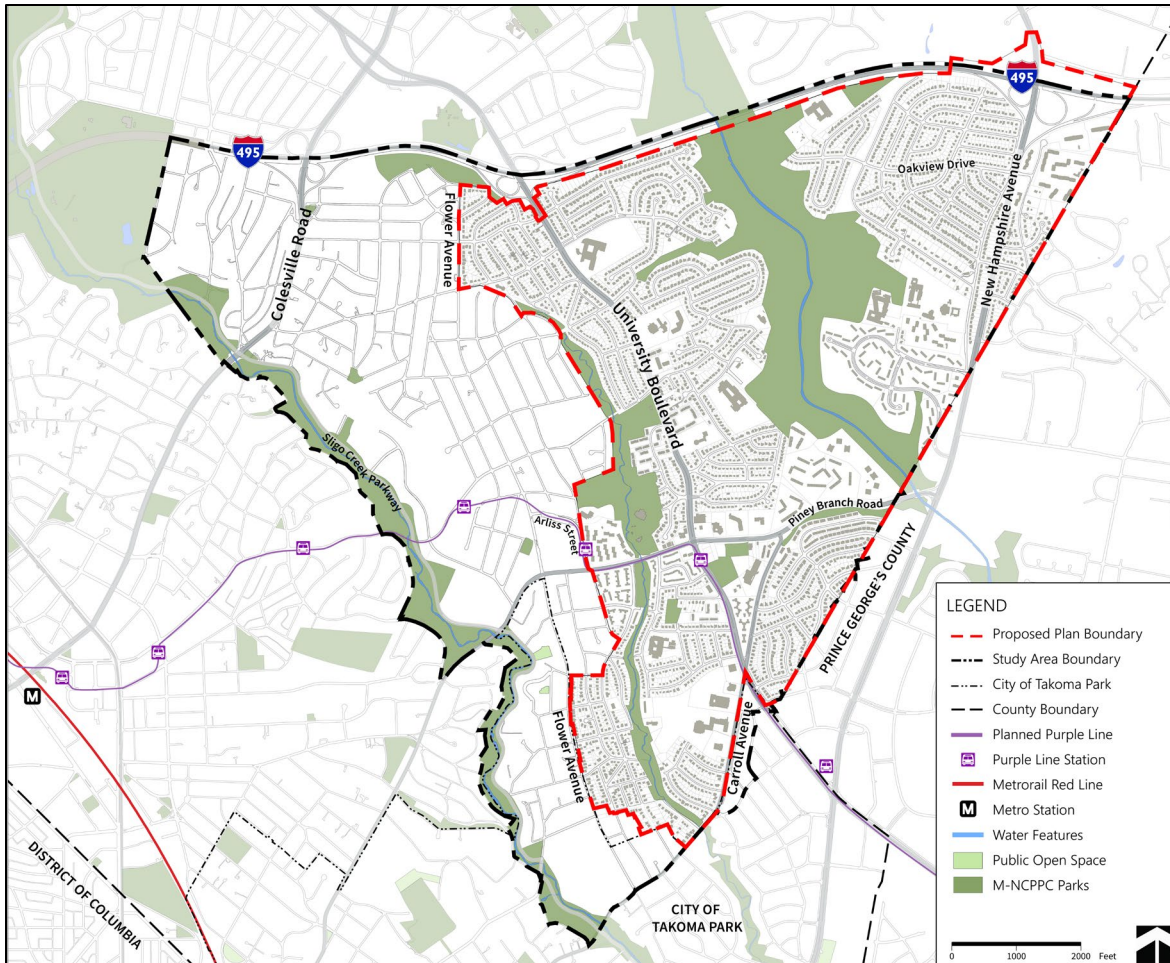 495
495
Oakview Drive
New Hampshire Avenue
Colesville Road
Flower Avenue
University Boulevard
Sligo Creek Parkway
Arliss Street
Piney Branch Road
PRINCE GEORGE'S COUNTY
Flower Avenue
Carroll Avenue
M
DISTRICT OF COLUMBIA
CITY OF
TAKOMA PARK
LEGEND
Proposed Plan Boundary
Study Area Boundary
City of Takoma Park
County Boundary
Planned Purple Line
Purple Line Station
Metrorail Red Line
M Metro Station
Water Features
Public Open Space
M-NCPPC Parks
0 1000 2000 Feet